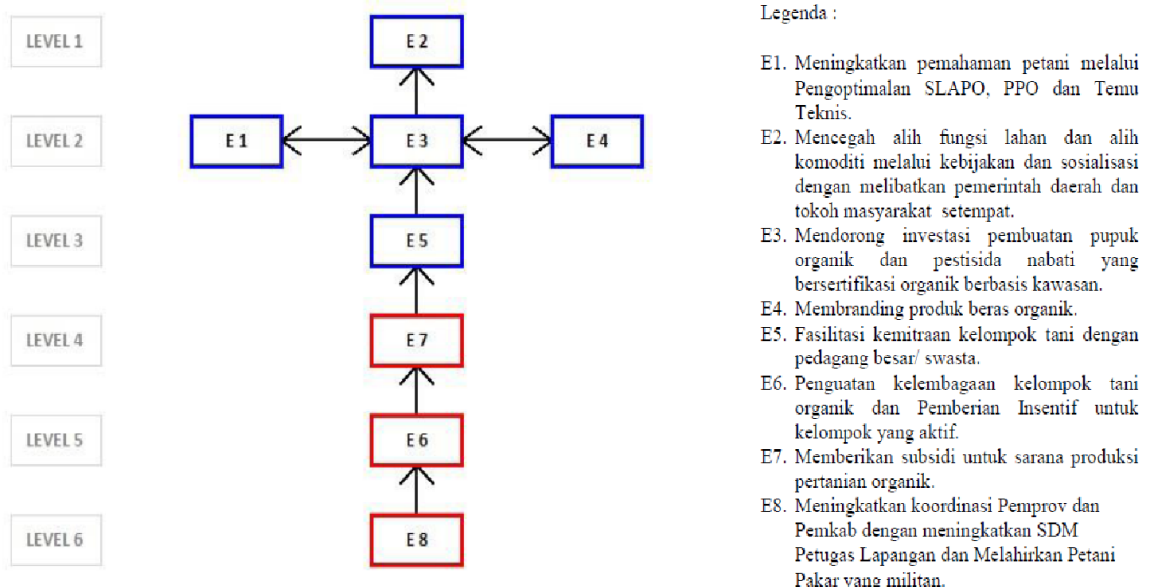 LEVEL 1
E 2
LEVEL 2
E 1
E 3
E 4
LEVEL 3
E 5
LEVEL 4
E 7
LEVEL 5
E 6
LEVEL 6
E 8
Legenda :
E1. Meningkatkan pemahaman petani melalui
Pengoptimalan SLAPO, PPO dan Temu
Teknis.
E2. Mencegah alih fungsi lahan dan alih
komoditi melalui kebijakan dan sosialisasi
dengan melibatkan pemerintah daerah dan
tokoh masyarakat setempat.
E3. Mendorong investasi pembuatan pupuk
organik dan pestisida nabati yang
bersertifikasi organik berbasis kawasan.
E4. Membranding produk beras organik.
E5. Fasilitasi kemitraan kelompok tani dengan
pedagang besar/ swasta.
E6. Penguatan kelembagaan kelompok tani
organik dan Pemberian Insentif untuk
kelompok yang aktif.
E7. Memberikan subsidi untuk sarana produksi
pertanian organik.
E8. Meningkatkan koordinasi Pemprov dan
Pemkab dengan meningkatkan SDM
Petugas Lapangan dan Melahirkan Petani
Pakar yang militan.